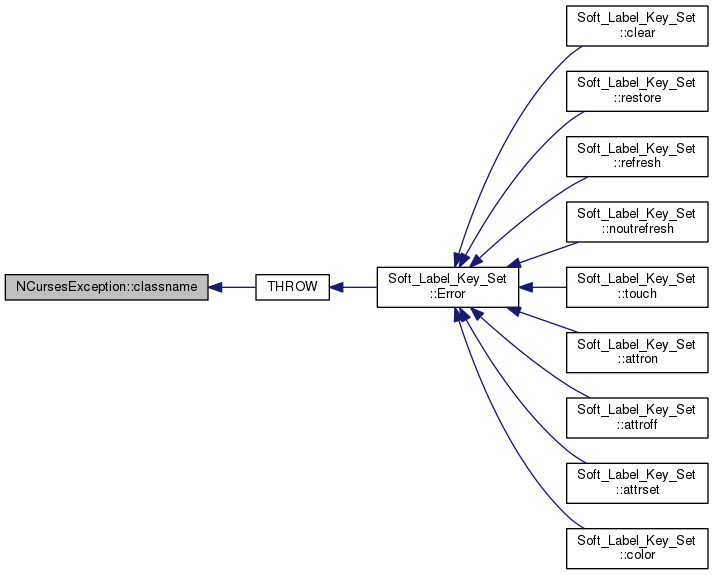 NCursesException::classname
THROW
Soft_Label_Key_Set
::Error
Soft_Label_Key_Set
::clear
Soft_Label_Key_Set
::restore
Soft_Label_Key_Set
::refresh
Soft_Label_Key_Set
::noutrefresh
Soft_Label_Key_Set
::touch
Soft_Label_Key_Set
::attron
Soft_Label_Key_Set
::attroff
Soft_Label_Key_Set
::attrset
Soft_Label_Key_Set
::color